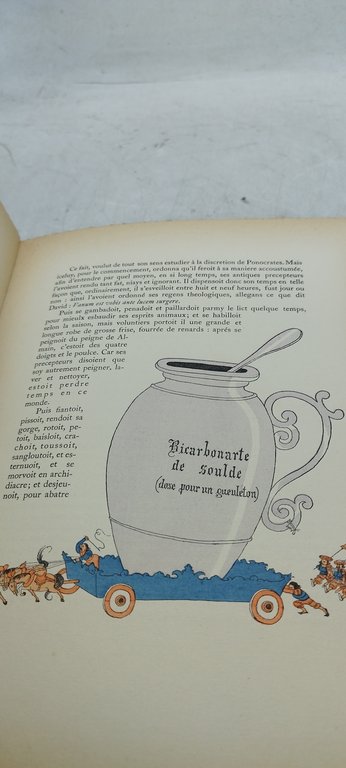 Ce fait, voulut de tout son sens estudier à la discretion de Ponocrates. Mais
iceluy, pour le commencement, ordonna qu'il feroit à sa maniere accoustumée,
afin d'entendre par quel moyen, en si long temps, ses antiques precepteurs
l'avoient rendu tant fat, niays et ignorant. Il dispensoit donc son temps en telle
façon que, ordinairement, il s'esveilloit entre huit et neuf heures, fust jour ou
non : ainsi l'avoient ordonné ses regens theologiques, allegans ce que dit
David : Vanum est vobis ante lucem surgere.
Puis se gambadoit, penadoit et paillardoit parmy le lict quelque temps,
pour mieulx esbaudir ses esprits animaux; et se habilloit
selon la saison, mais voluntiers portoit il une grande et
longue robe de grosse frise, fourrée de renards : après se
peignoit du peigne de Al-
main, c'estoit des quatre
doigts et le poulce. Car ses
precepteurs disoient que
soy autrement peigner, la-
ver et nettoyer,
estoit perdre
temps en ce
monde.
Puis fiantoit,
pissoit, rendoit sa
gorge, rotoit, pe-
toit, baisloit, cra-
choit, toussoit,
sangloutoit, et es-
ternuoit, et se
morvoit en archi-
diacre; et desjeu-
noit, pour abatre
Bicarbonarte
de soulde
(dose pour un gueuleton)